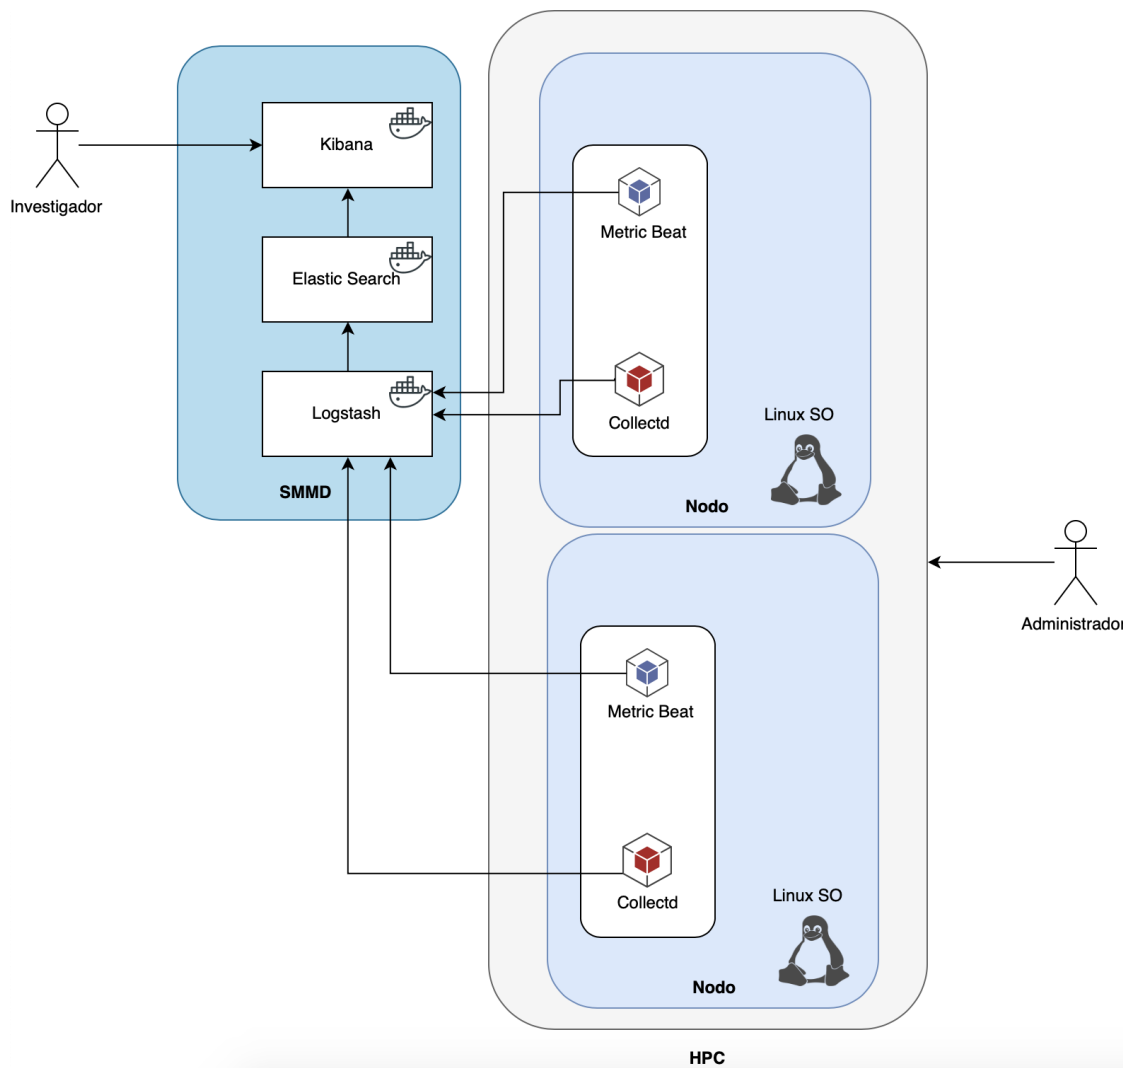 Kibana
Investigador
Elastic Search
Logstash
SMMD
Metric Beat
Collectd
Linux SO
Nodo
Administrador
Metric Beat
Collectd
Linux SO
Nodo
HPC